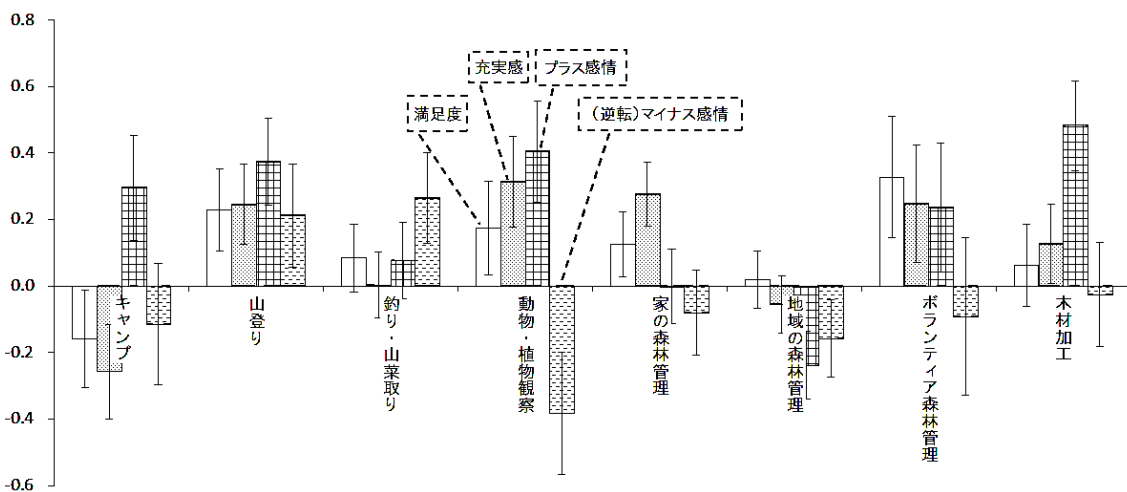 0.8
0.6
0.4
0.2
0.0
-0.2
-0.4
-0.6
満足度
充実感
プラス感情
（逆転）マイナス感情
キャンプ
山登り
釣り・山菜取り
動物・植物観察
家の森林管理
地域の森林管理
ボランティア森林管理
木材加工